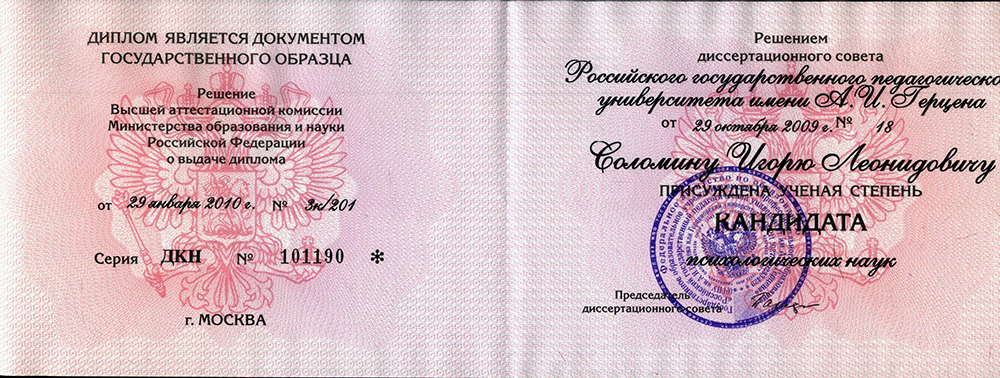 ДИПЛОМ ЯВЛЯЕТСЯ ДОКУМЕНТОМ
ГОСУДАРСТВЕННОГО ОБРАЗЦА
Решение
Высшей аттестационной комиссии
Министерства образования и науки
Российской Федерации
о выдаче диплома
от 29 января 2010 г. № 3к/201
Серия ДКН № 101190 *
г. МОСКВА
Решением
диссертационного совета
Российского государственного педагогическо
университета имени А.И. Герцена
от 29 октября 2009 г. № 18
Соломину Игорю Леонидовичу
ПРИСУЖДЕНА УЧЕНАЯ СТЕПЕНЬ
КАНДИДАТА
психологических наук
Председатель
диссертационного совета